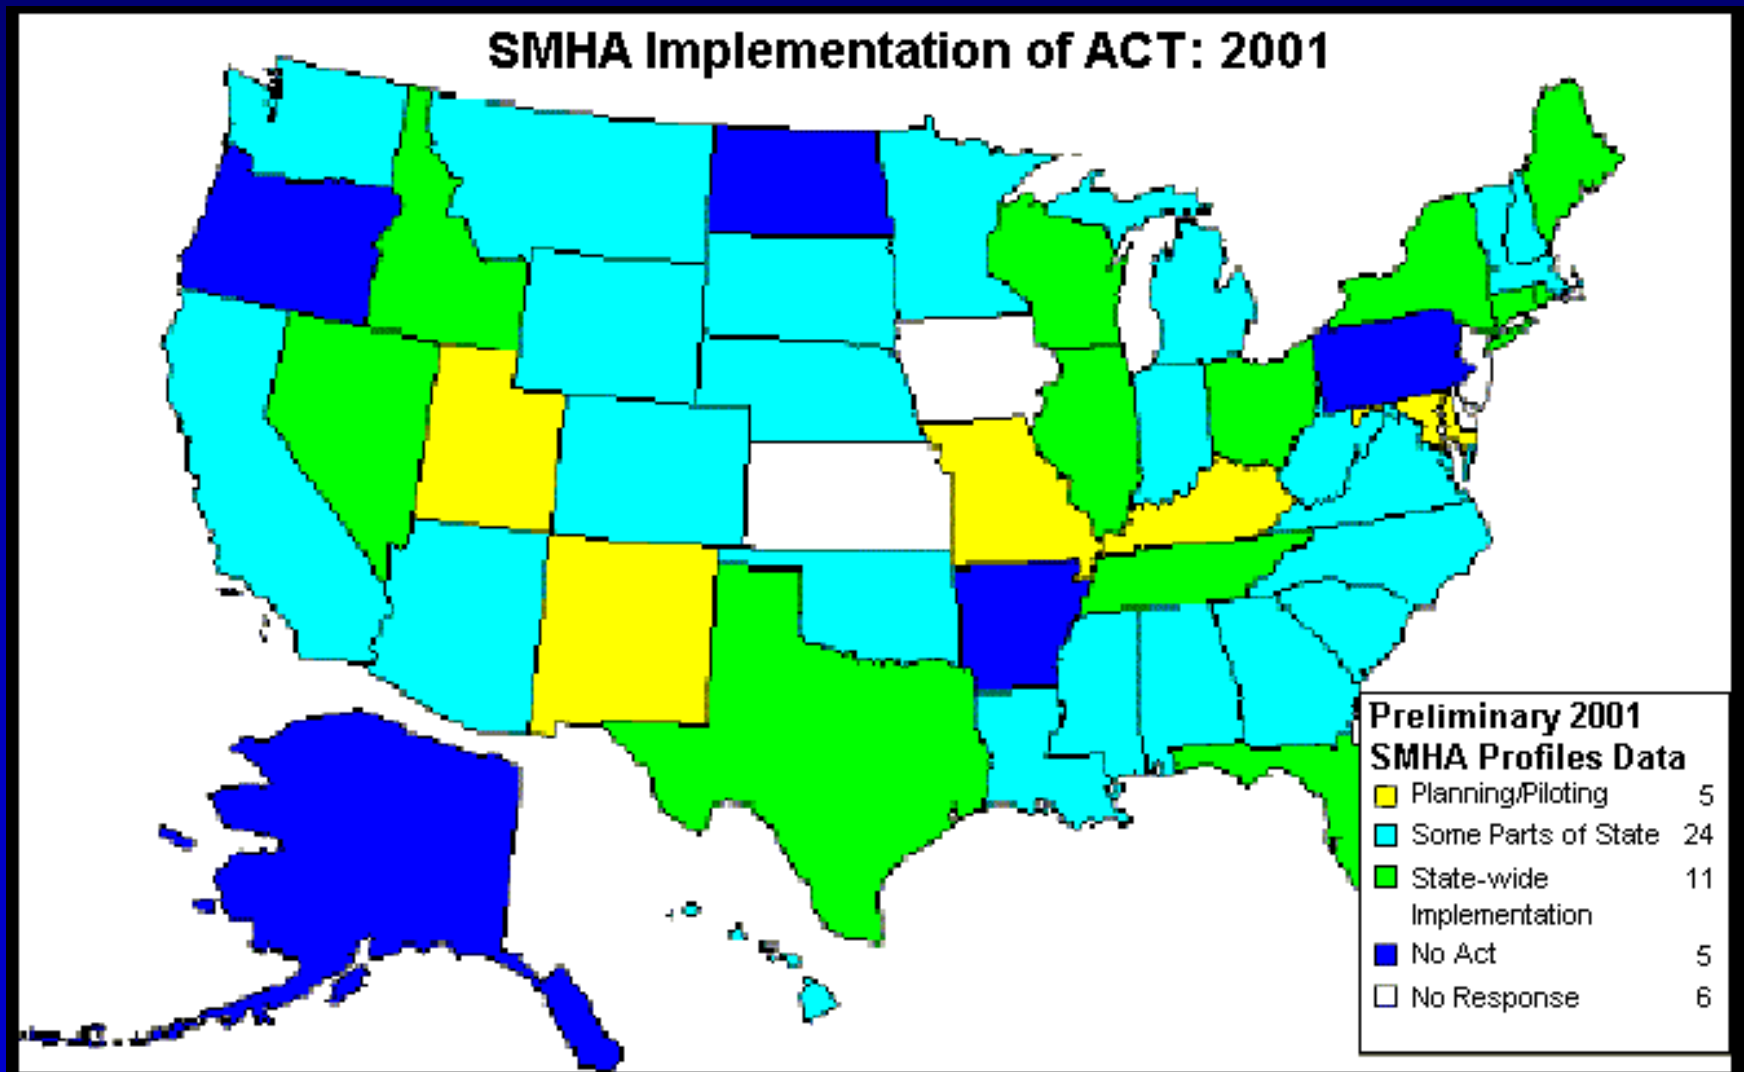 SMHA Implementation of ACT: 2001
Preliminary 2001
SMHA Profiles Data
Planning/Piloting 5
Some Parts of State 24
State-wide 11
Implementation
No Act 5
No Response 6